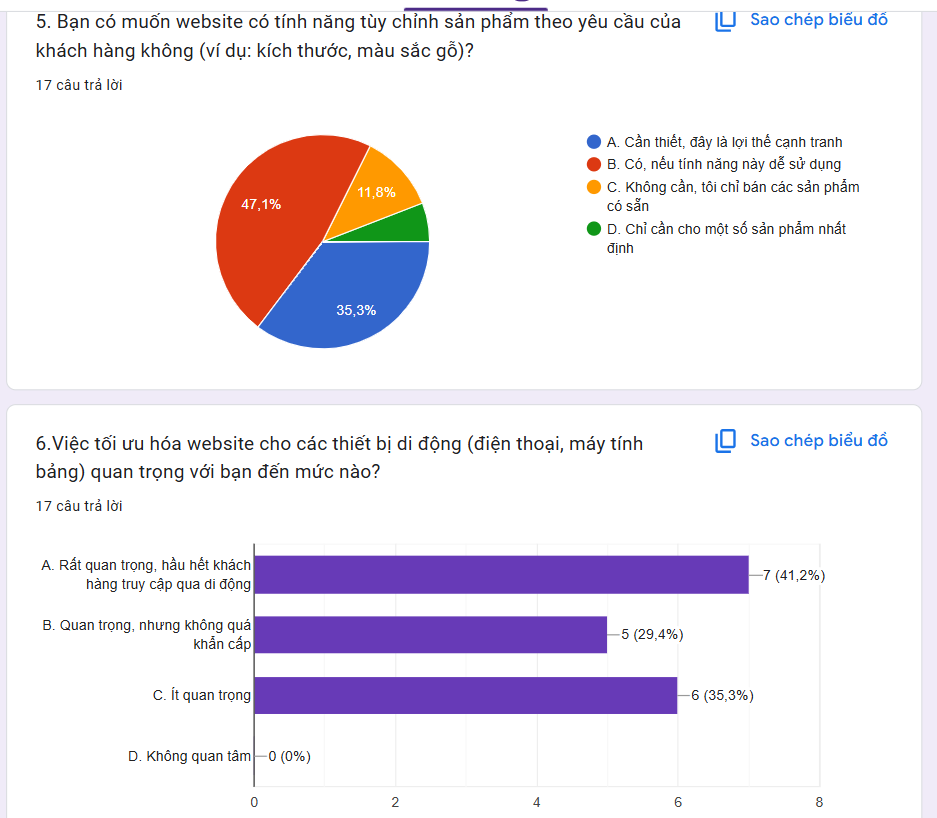 5. Bạn có muốn website có tính năng tùy chỉnh sản phẩm theo yêu cầu của
khách hàng không (ví dụ: kích thước, màu sắc gỗ)?
Sao chép biểu đồ
17 câu trả lời
47,1%
11,8%
35,3%
A. Cần thiết, đây là lợi thế cạnh tranh
B. Có, nếu tính năng này dễ sử dụng
C. Không cần, tôi chỉ bán các sản phẩm
có sẵn
D. Chỉ cần cho một số sản phẩm nhất
định
6.Việc tối ưu hóa website cho các thiết bị di động (điện thoại, máy tính
bảng) quan trọng với bạn đến mức nào?
Sao chép biểu đồ
17 câu trả lời
A. Rất quan trọng, hầu hết khách
hàng truy cập qua di động
7 (41,2%)
B. Quan trọng, nhưng không quá
khẩn cấp
5 (29,4%)
C. Ít quan trọng
6 (35,3%)
D. Không quan tâm
0 (0%)
0 2 4 6 8